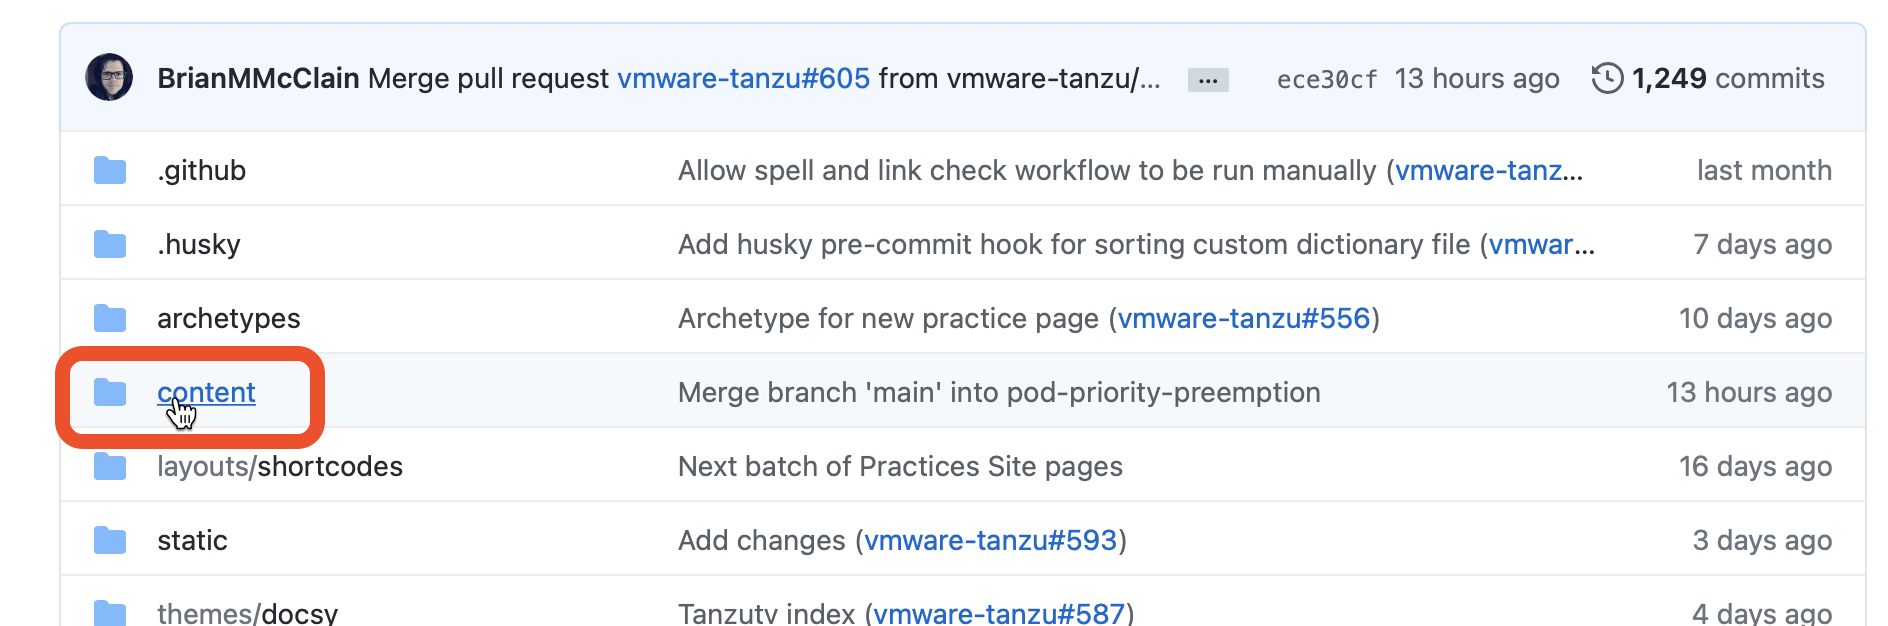 BrianMMcClain Merge pull request vmware-tanzu#605 from vmware-tanzu/... ... ece30cf 13 hours ago 1,249 commits
.github Allow spell and link check workflow to be run manually (vmware-tanz... last month
.husky Add husky pre-commit hook for sorting custom dictionary file (vmwar... 7 days ago
archetypes Archetype for new practice page (vmware-tanzu#556) 10 days ago
content Merge branch 'main' into pod-priority-preemption 13 hours ago
layouts/shortcodes Next batch of Practices Site pages 16 days ago
static Add changes (vmware-tanzu#593) 3 days ago
themes/docsy Tanzutv index (vmware-tanzu#587) 4 days ago